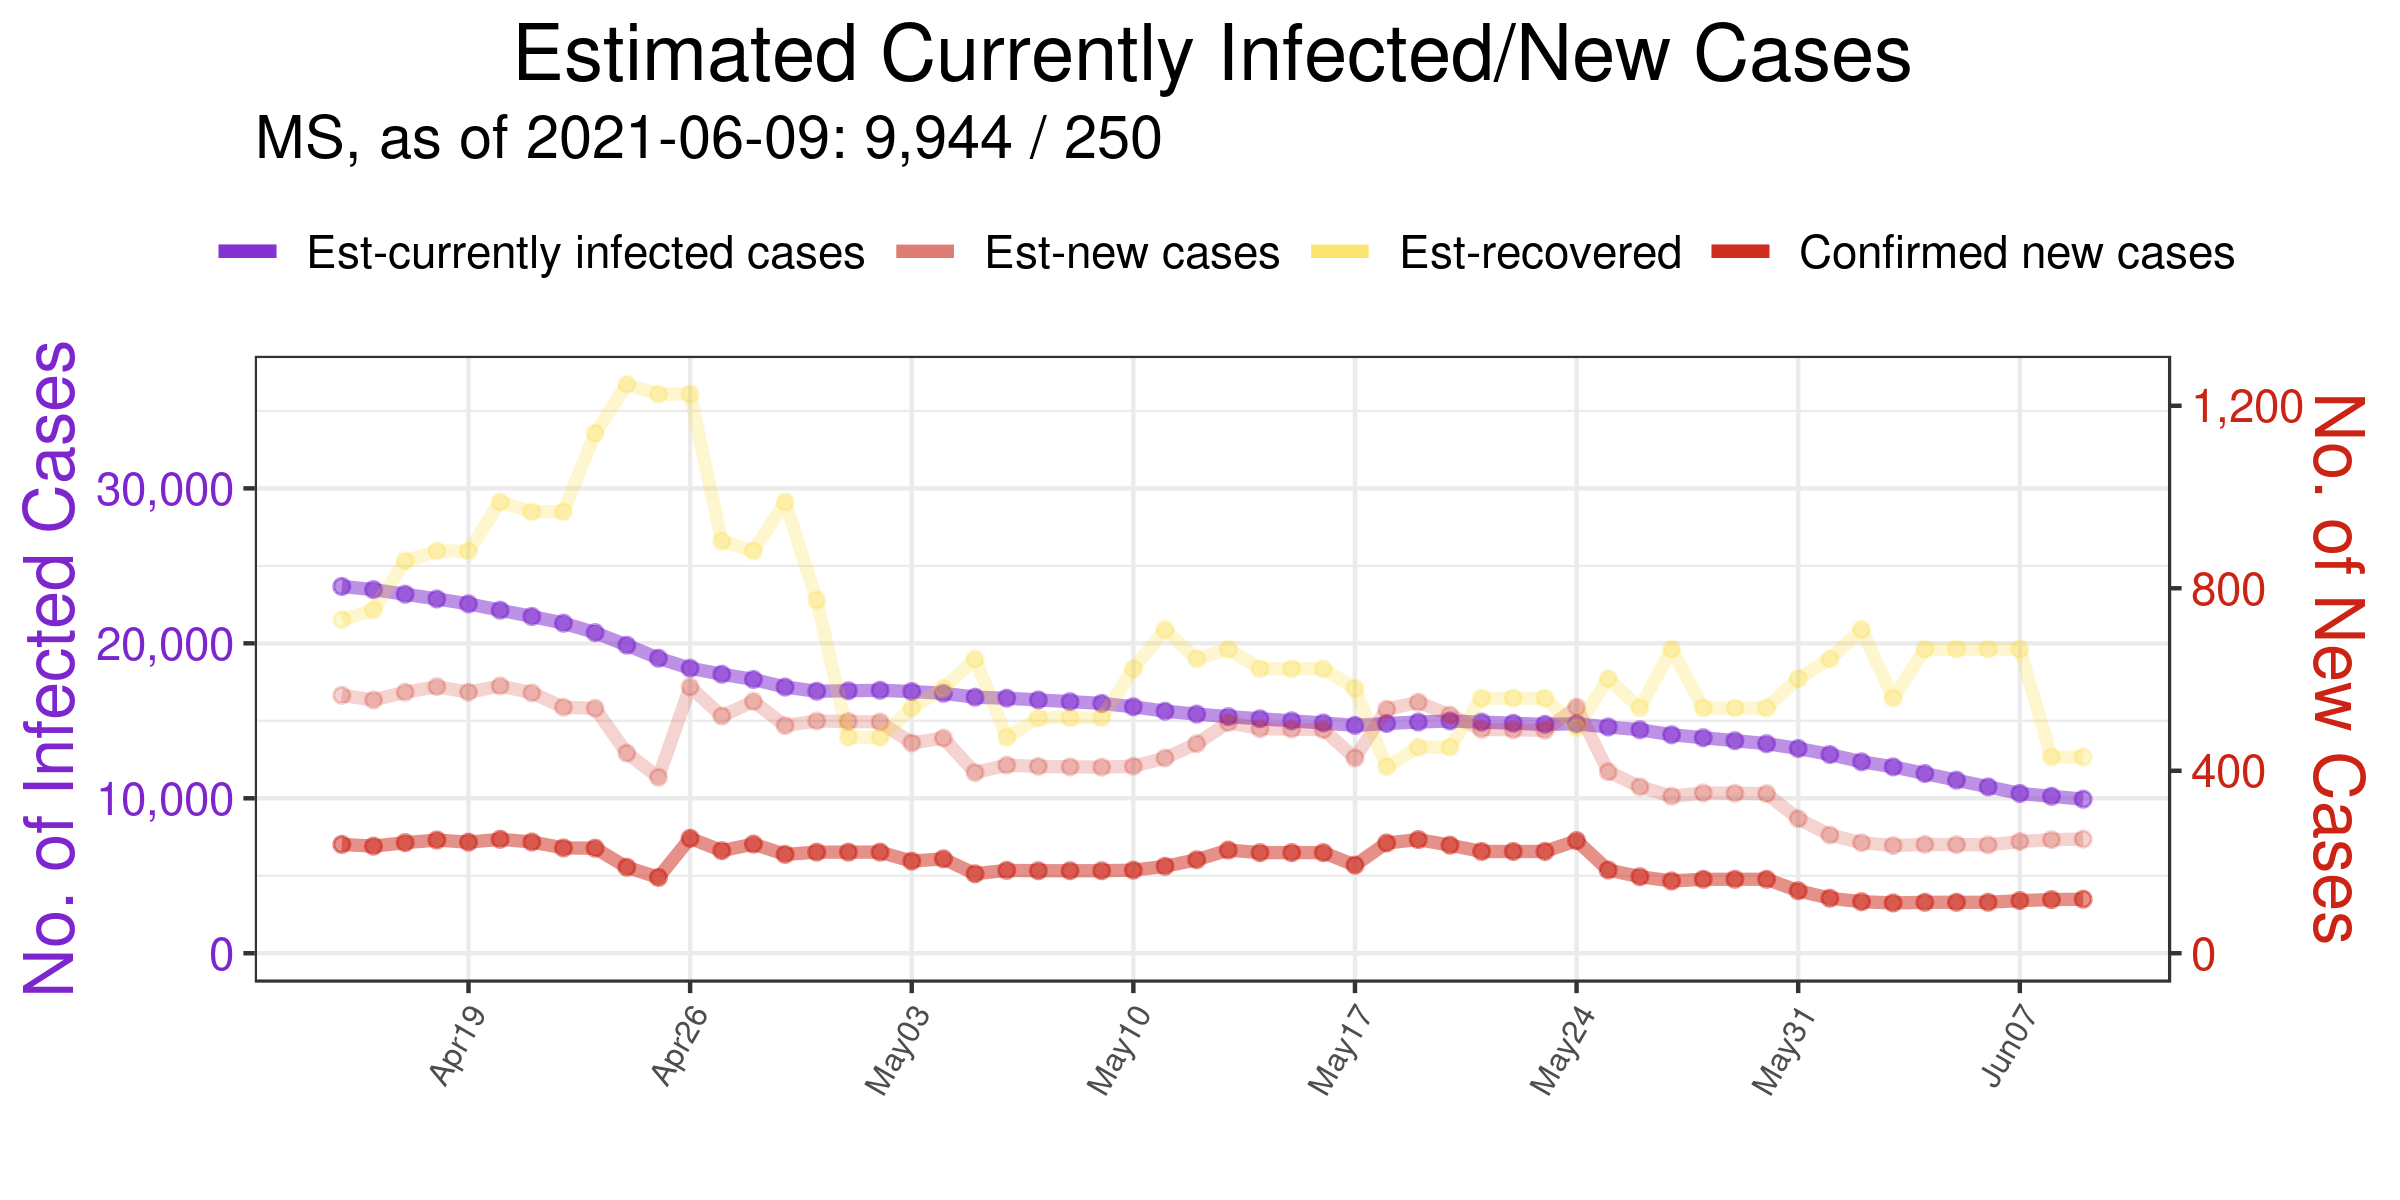 Estimated Currently Infected/New Cases
MS, as of 2021-06-09: 9,944 / 250
Est-currently infected cases Est-new cases Est-recovered Confirmed new cases
No. of Infected Cases
30,000
20,000
10,000
0
1,200
800
400
0
No. of New Cases
Apr19 Apr26 May03 May10 May17 May24 May31 Jun07